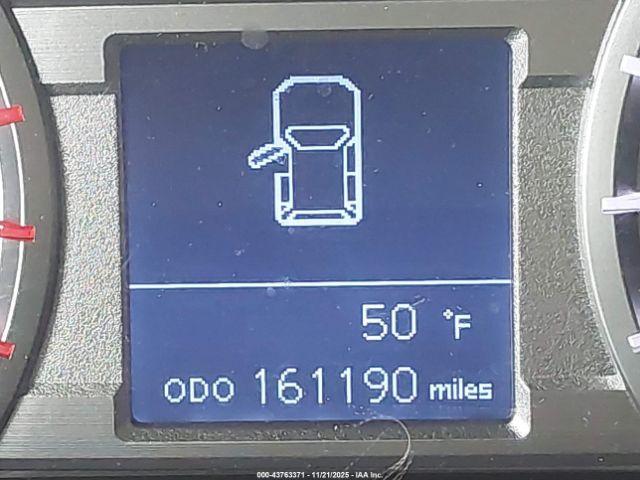 50 °F
ODO 161190 miles
000-43763371 - 11/21/2025 - IAA Inc.